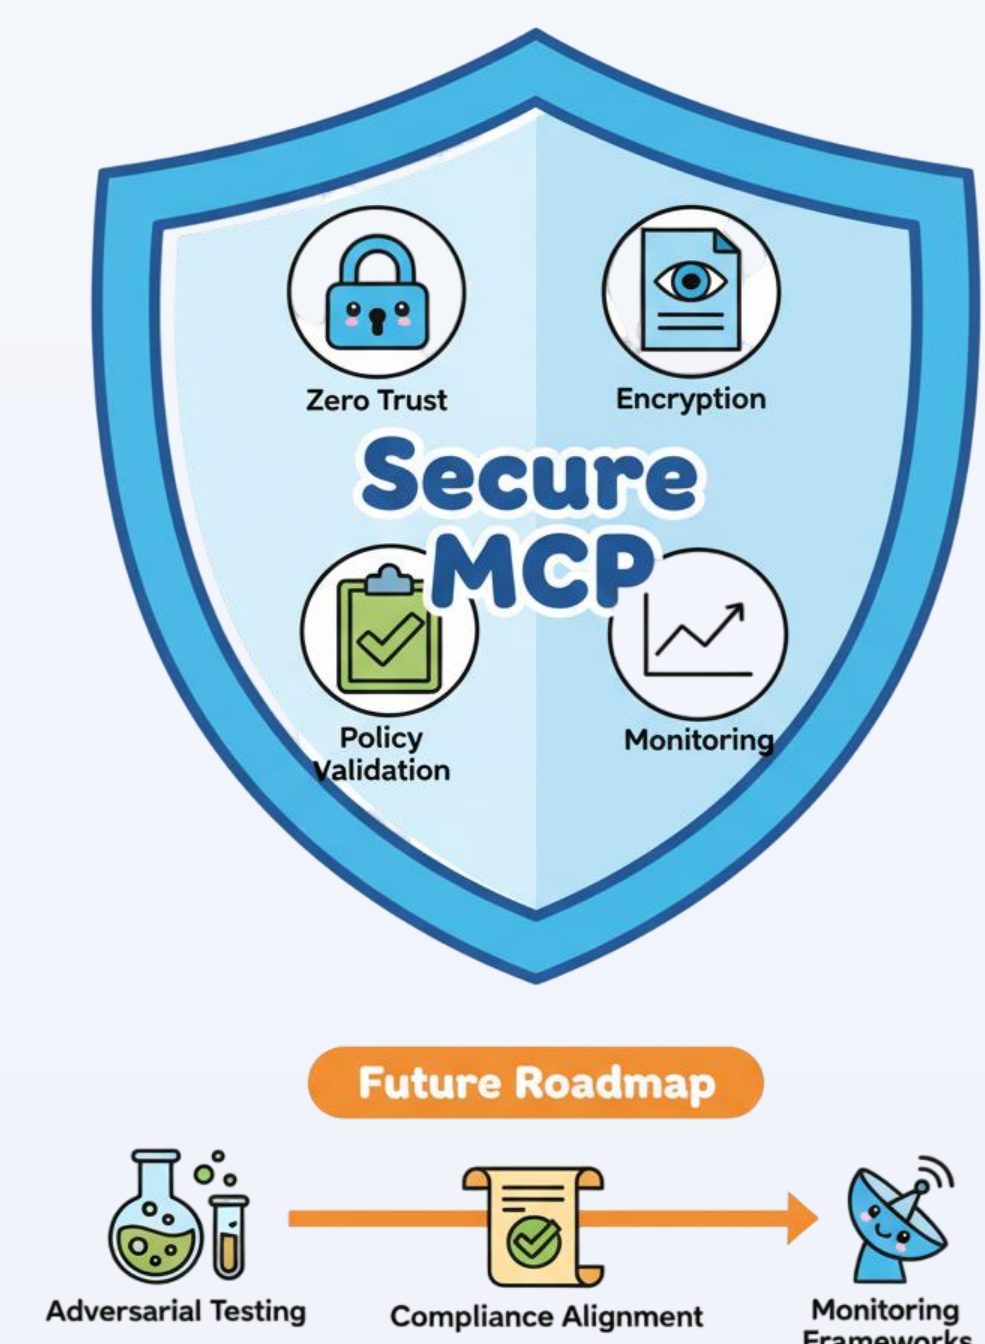 Zero Trust
Encryption
Secure
MCP
Policy
Validation
Monitoring
Future Roadmap
Adversarial Testing
Compliance Alignment
Monitoring
Frameworks